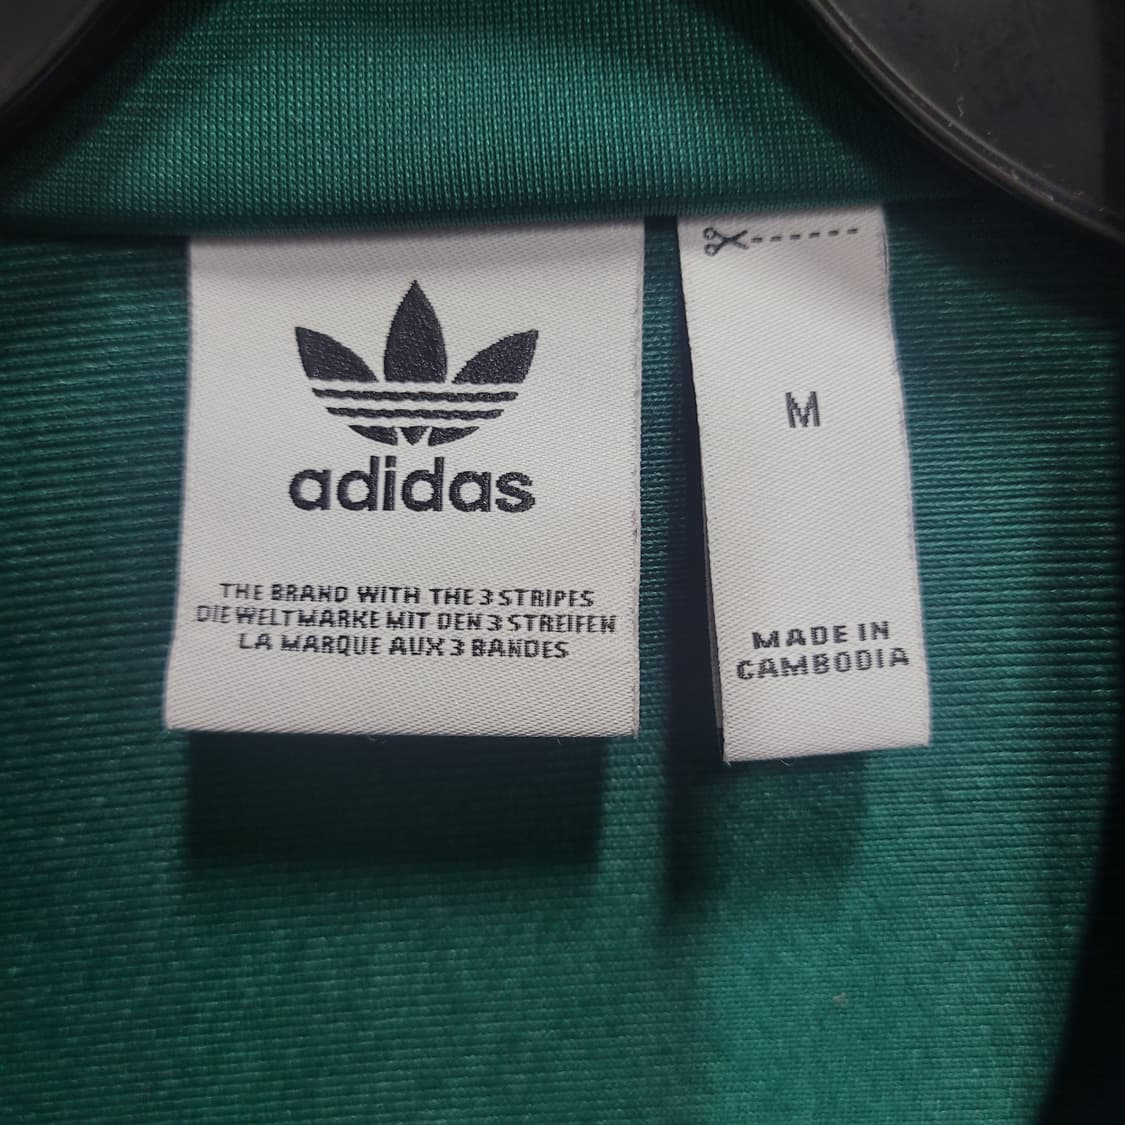 adidas
THE BRAND WITH THE 3 STRIPES
DIE WELTMARKE MIT DEN 3 STREIFEN
LA MARQUE AUX 3 BANDES
M
MADE IN
CAMBODIA